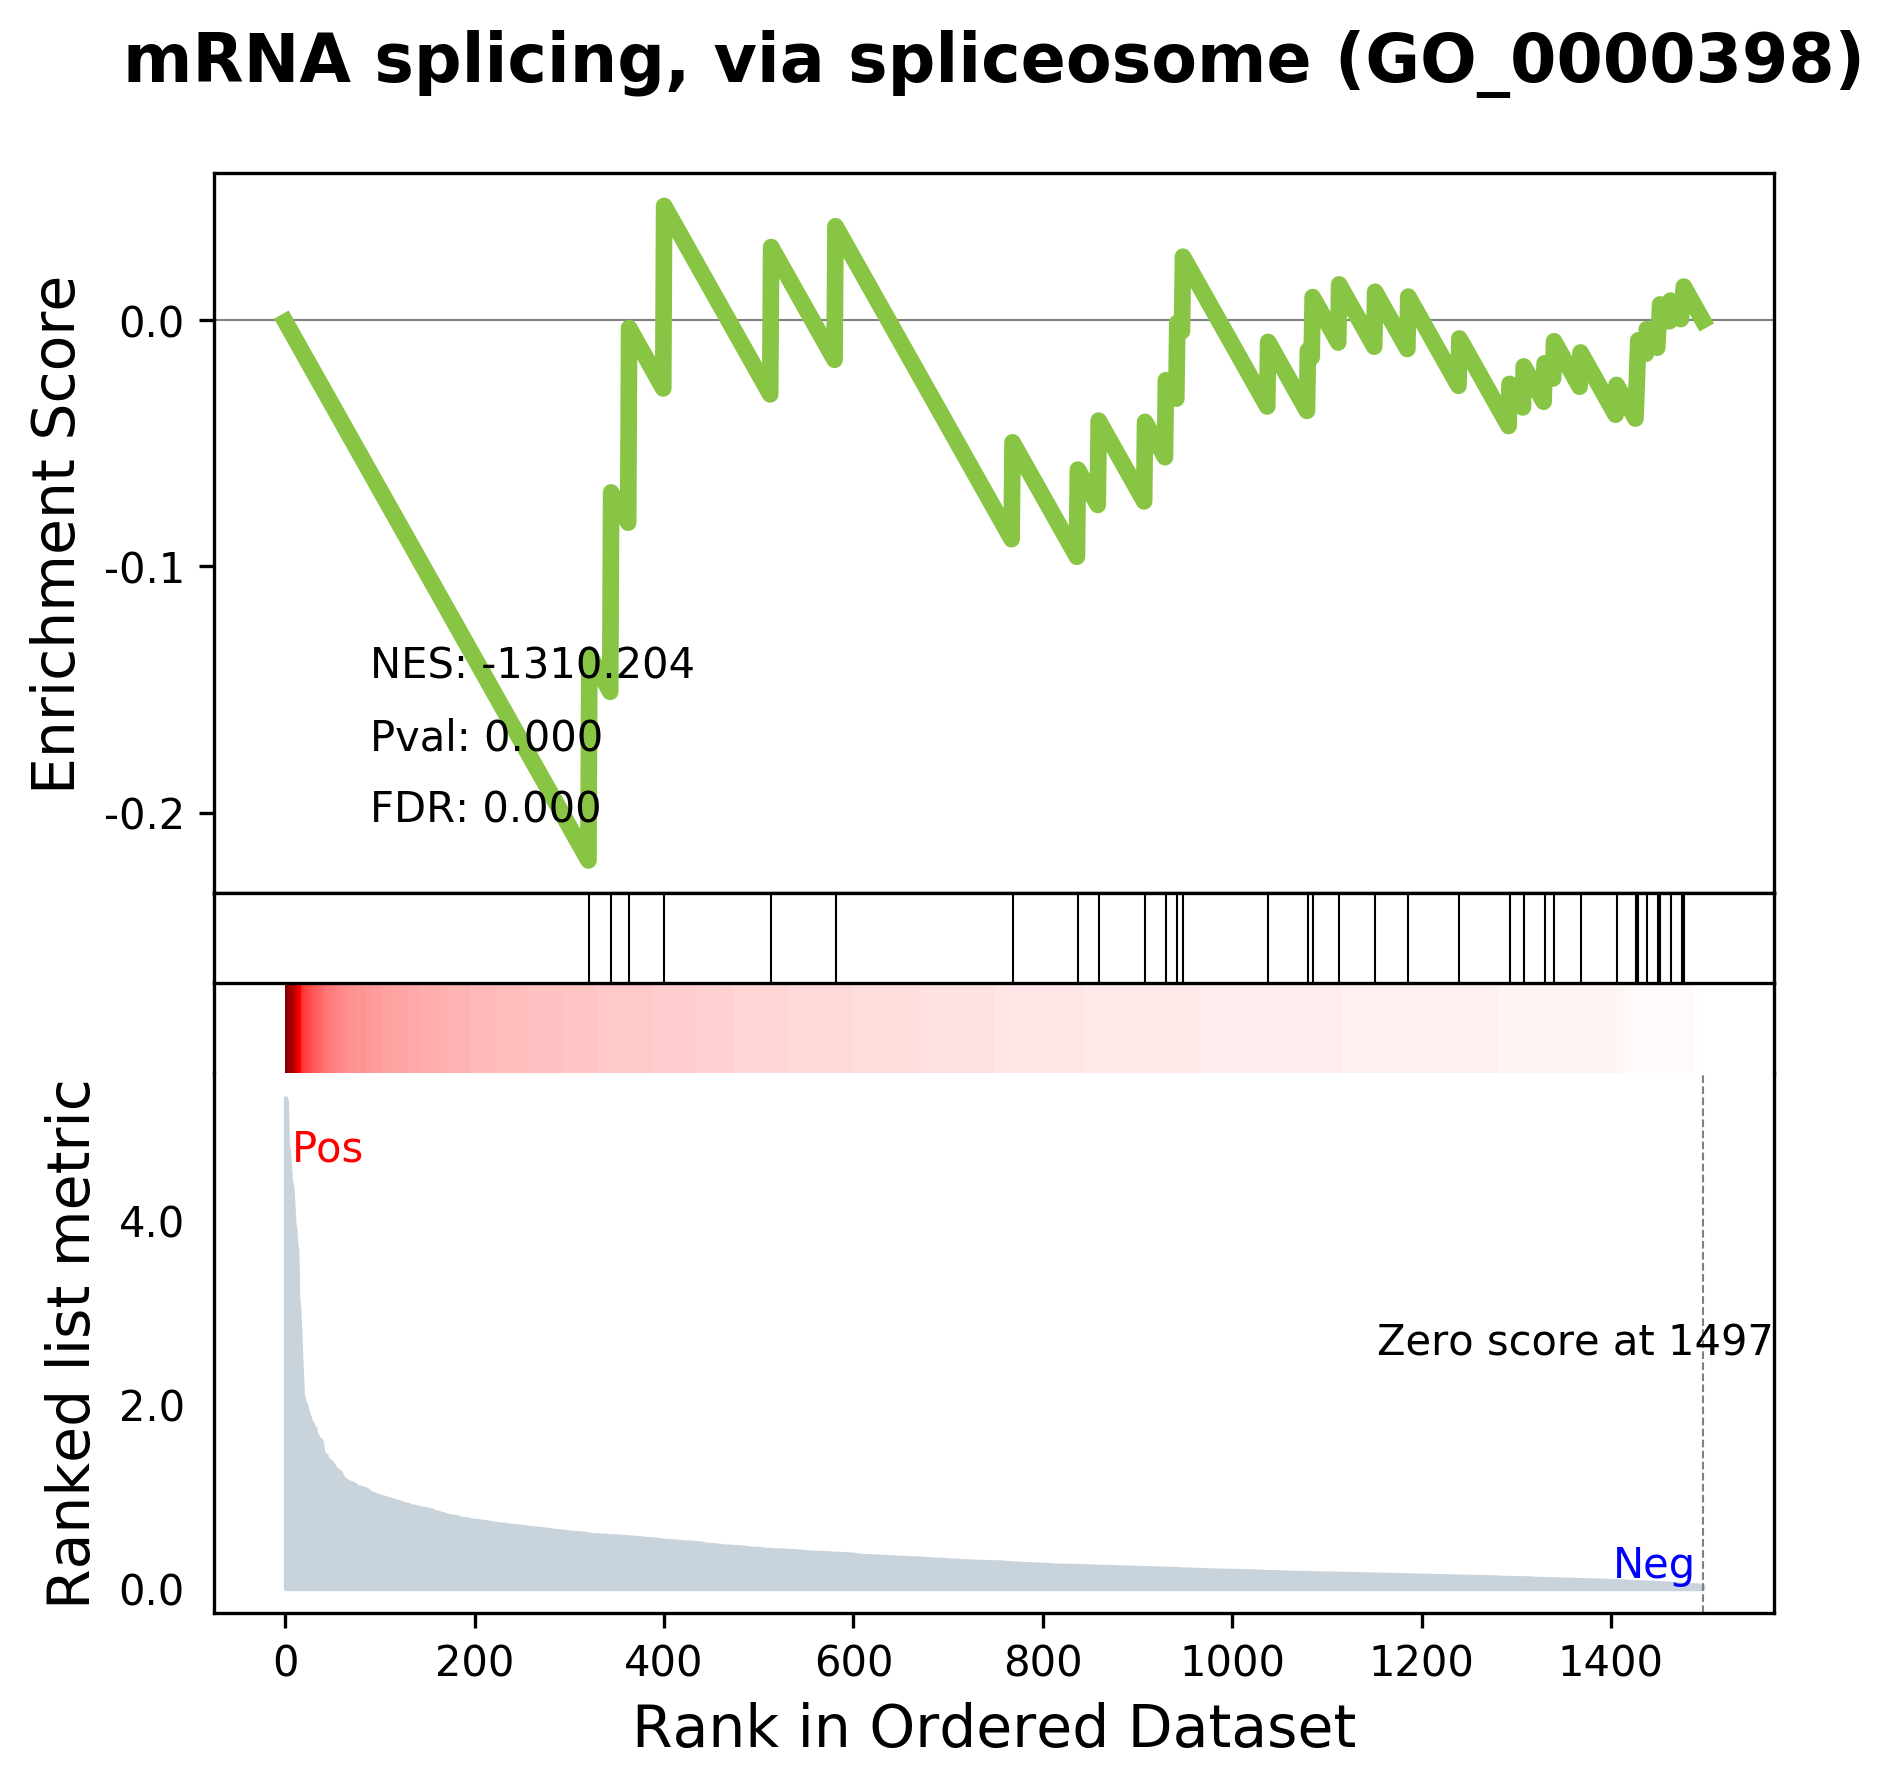 mRNA splicing, via spliceosome (GO_0000398)
Enrichment Score
0.0
-0.1
-0.2
NES: -1310.204
Pval: 0.000
FDR: 0.000
Ranked list metric
4.0
2.0
0.0
Pos
Zero score at 1497
Neg
0 200 400 600 800 1000 1200 1400
Rank in Ordered Dataset